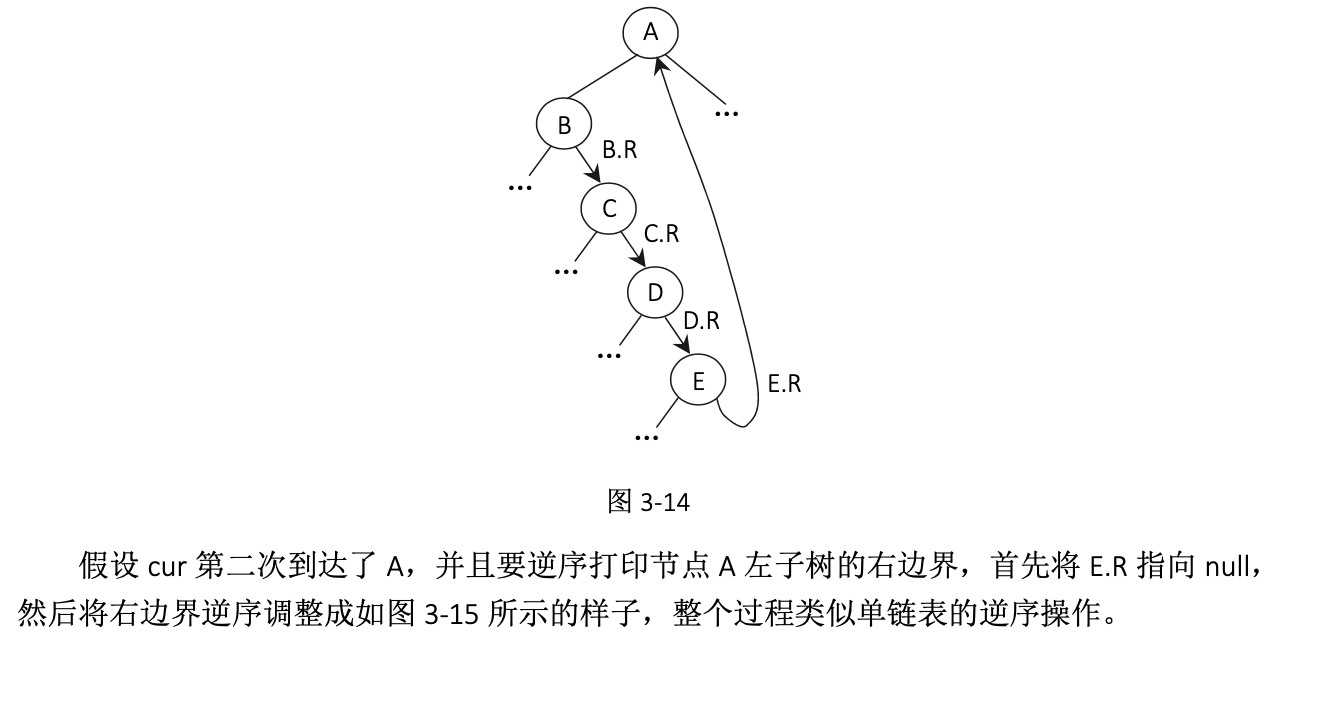 A
...
B
B.R
...
C
C.R
...
D
D.R
...
E
E.R
...
图 3-14
假设 cur 第二次到达了 A，并且要逆序打印节点 A 左子树的右边界，首先将 E.R 指向 null，
然后将右边界逆序调整成如图 3-15 所示的样子，整个过程类似单链表的逆序操作。